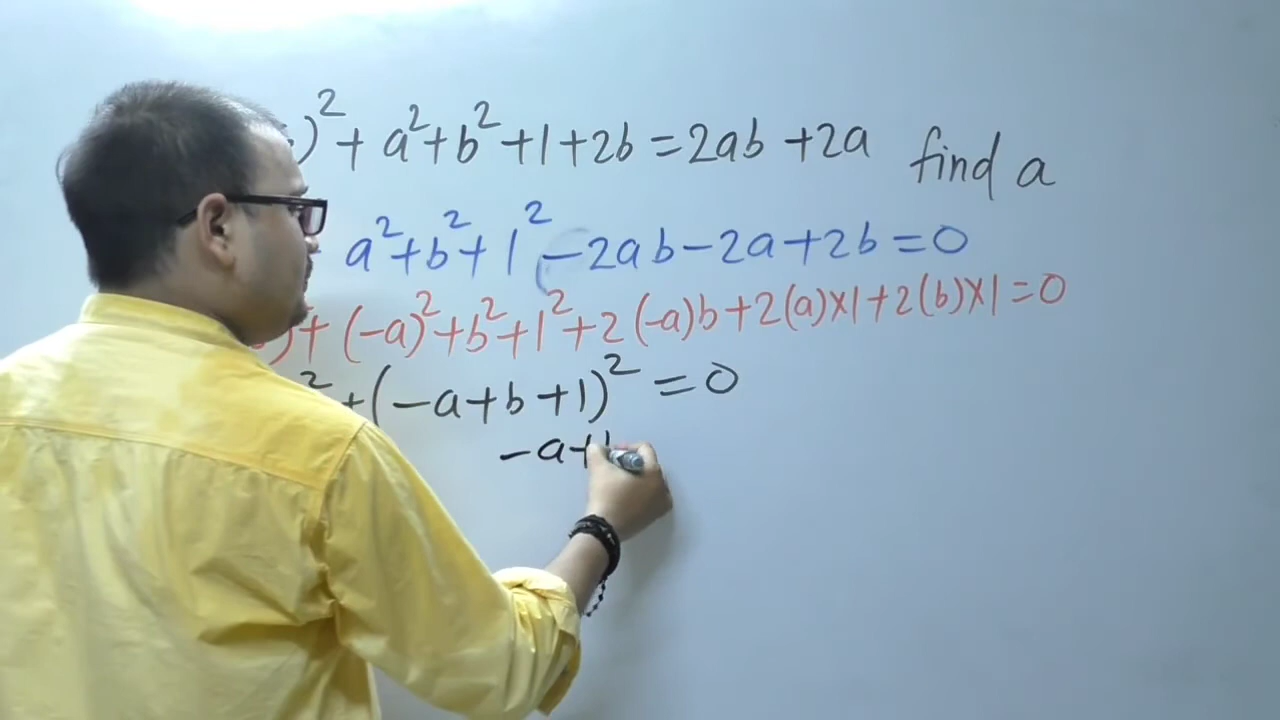 )² + a² + b² + 1 + 2b = 2ab + 2a find a
a² + b² + 1² - 2ab - 2a + 2b = 0
)+ (-a)² + b² + 1² + 2(-a)b + 2(a)×1 + 2(b)×1 = 0
² + (-a + b + 1)² = 0
-a+